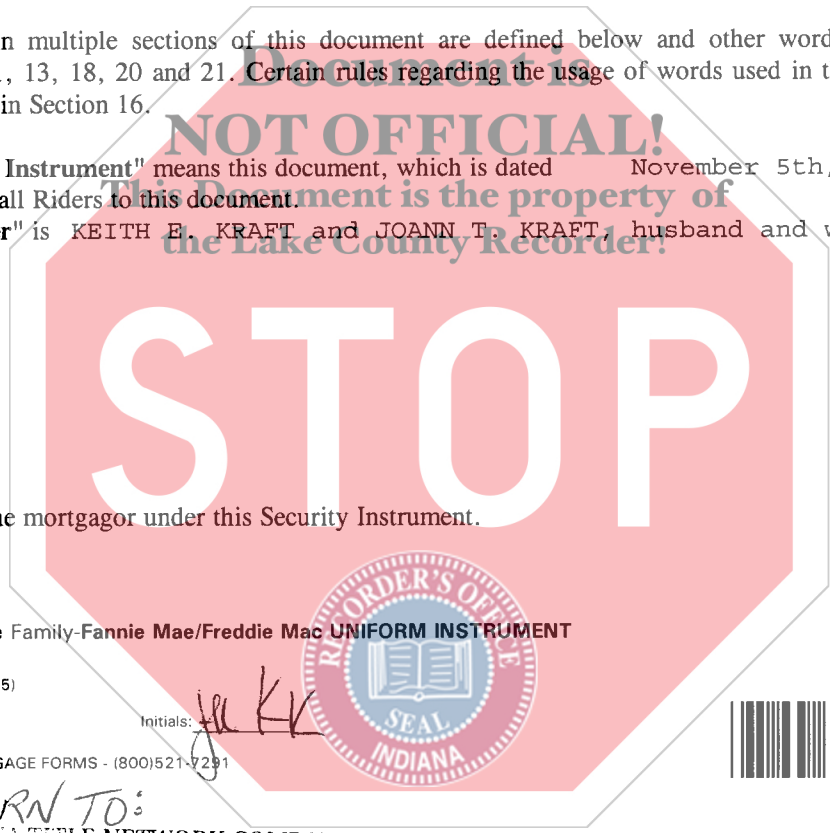 n multiple sections of this document are defined below and other word
, 13, 18, 20 and 21. Certain rules regarding the usage of words used in t
in Section 16.
Document is
NOT OFFICIAL!
This Document is the property of
the Lake County Recorder!
Instrument" means this document, which is dated November 5th,
all Riders to this document.
r" is KEITH E. KRAFT and JOANN T. KRAFT, husband and w
STOP
e mortgagor under this Security Instrument.
RECORDER'S OFFICE
SEAL
INDIANA
Family-Fannie Mae/Freddie Mac UNIFORM INSTRUMENT
5)
Initials:
GAGE FORMS - (800)521-7291
RN TO:
TITLE NETWORK COMPANY